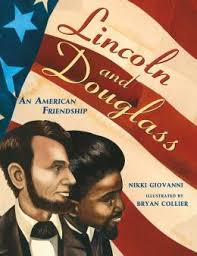 Lincoln
and
Douglass
AN AMERICAN
FRIENDSHIP
NIKKI GIOVANNI
ILLUSTRATED BY
BRYAN COLLIER